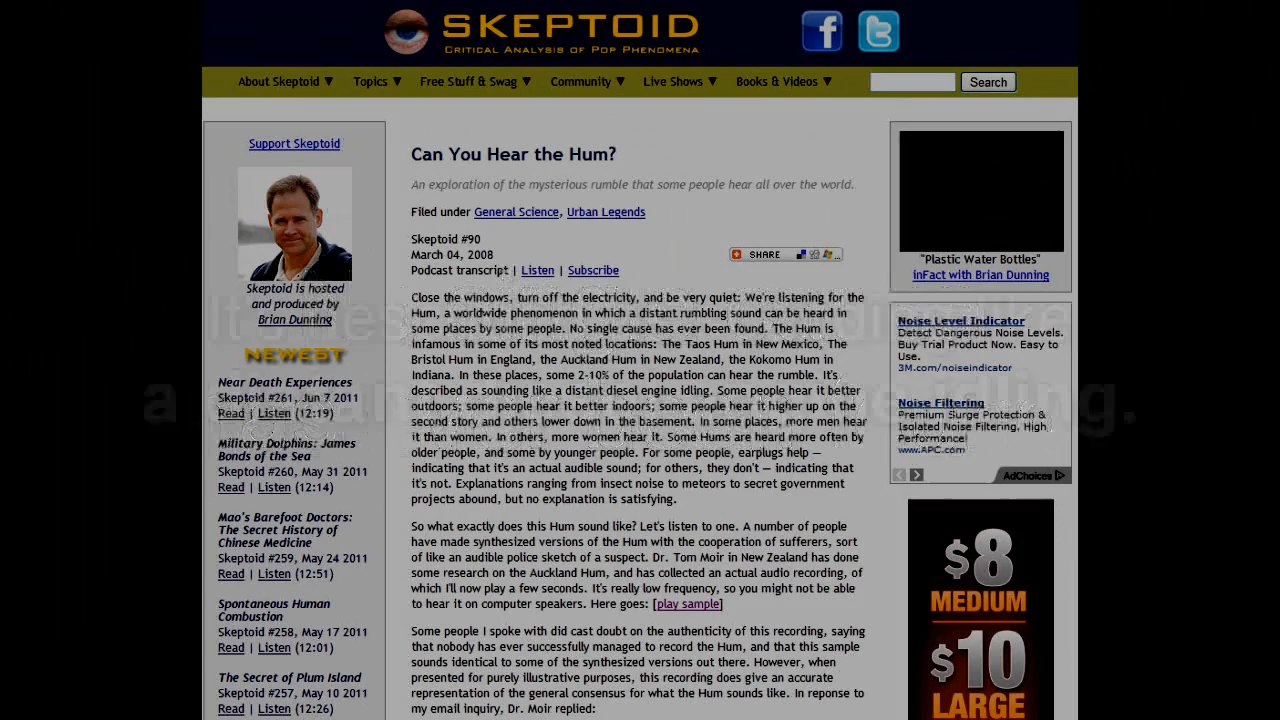 SKEPTOID
CRITICAL ANALYSIS OF POP PHENOMENA
About Skeptoid ▼ Topics ▼ Free Stuff & Swag ▼ Community ▼ Live Shows ▼ Books & Videos ▼ Search
Support Skeptoid
Skeptoid is hosted
and produced by
Brian Dunning
NEWEST
Near Death Experiences
Skeptoid #261, Jun 7 2011
Read | Listen (12:19)
Military Dolphins: James
Bonds of the Sea
Skeptoid #260, May 31 2011
Read | Listen (12:14)
Mao's Barefoot Doctors:
The Secret History of
Chinese Medicine
Skeptoid #259, May 24 2011
Read | Listen (12:51)
Spontaneous Human
Combustion
Skeptoid #258, May 17 2011
Read | Listen (12:01)
The Secret of Plum Island
Skeptoid #257, May 10 2011
Read | Listen (12:26)
Can You Hear the Hum?
An exploration of the mysterious rumble that some people hear all over the world.
Filed under General Science, Urban Legends
Skeptoid #90
March 04, 2008
Podcast transcript | Listen | Subscribe
SHARE
Close the windows, turn off the electricity, and be very quiet: We're listening for the
Hum, a worldwide phenomenon in which a distant rumbling sound can be heard in
some places by some people. No single cause has ever been found. The Hum is
infamous in some of its most noted locations: The Taos Hum in New Mexico, The
Bristol Hum in England, the Auckland Hum in New Zealand, the Kokomo Hum in
Indiana. In these places, some 2-10% of the population can hear the rumble. It's
described as sounding like a distant diesel engine idling. Some people hear it better
outdoors; some people hear it better indoors; some people hear it higher up on the
second story and others lower down in the basement. In some places, more men hear
it than women. In others, more women hear it. Some Hums are heard more often by
older people, and some by younger people. For some people, earplugs help —
indicating that it's an actual audible sound; for others, they don't — indicating that
it's not. Explanations ranging from insect noise to meteors to secret government
projects abound, but no explanation is satisfying.
So what exactly does this Hum sound like? Let's listen to one. A number of people
have made synthesized versions of the Hum with the cooperation of sufferers, sort
of like an audible police sketch of a suspect. Dr. Tom Moir in New Zealand has done
some research on the Auckland Hum, and has collected an actual audio recording, of
which I'll now play a few seconds. It's really low frequency, so you might not be able
to hear it on computer speakers. Here goes: [play sample]
Some people I spoke with did cast doubt on the authenticity of this recording, saying
that nobody has ever successfully managed to record the Hum, and that this sample
sounds identical to some of the synthesized versions out there. However, when
presented for purely illustrative purposes, this recording does give an accurate
representation of the general consensus for what the Hum sounds like. In reponse to
my email inquiry, Dr. Moir replied:
"Plastic Water Bottles"
inFact with Brian Dunning
Noise Level Indicator
Detect Dangerous Noise Levels.
Buy Trial Product Now. Easy to
Use.
3M.com/noiseindicator
Noise Filtering
Premium Surge Protection &
Isolated Noise Filtering, High
Performance!
www.APC.com
AdChoices
$8
MEDIUM
$10
LARGE